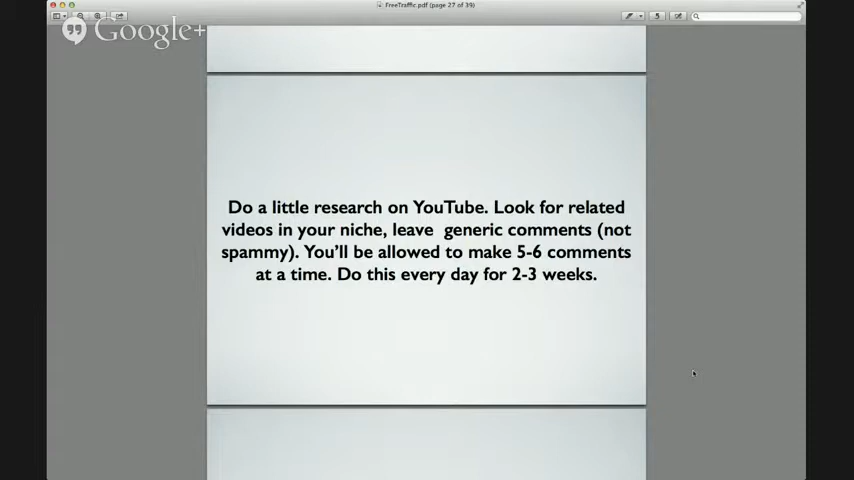 FreeTraffic.pdf (page 27 of 39)
Google+
Do a little research on YouTube. Look for related
videos in your niche, leave  generic comments (not
spammy). You'll be allowed to make 5-6 comments
at a time. Do this every day for 2-3 weeks.